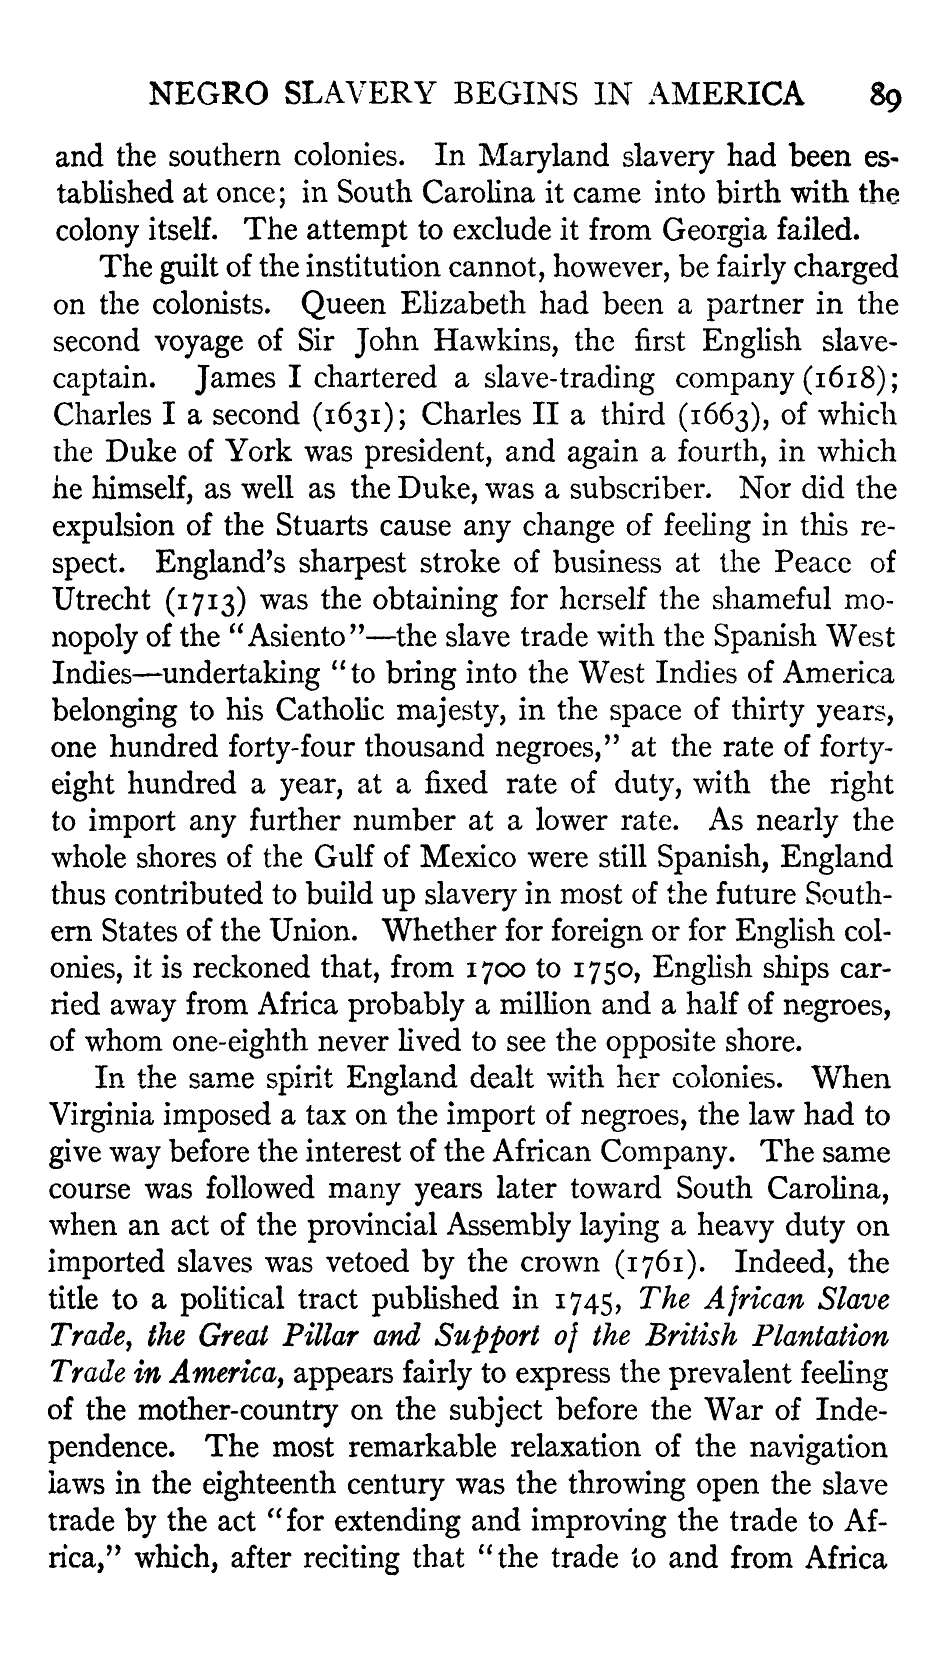 NEGRO SLAVERY BEGINS IN AMERICA 89
and the southern colonies. In Maryland slavery had been es-
tablished at once; in South Carolina it came into birth with the
colony itself. The attempt to exclude it from Georgia failed.
The guilt of the institution cannot, however, be fairly charged
on the colonists. Queen Elizabeth had been a partner in the
second voyage of Sir John Hawkins, the first English slave-
captain. James I chartered a slave-trading company (1618);
Charles I a second (1631); Charles II a third (1663), of which
the Duke of York was president, and again a fourth, in which
he himself, as well as the Duke, was a subscriber. Nor did the
expulsion of the Stuarts cause any change of feeling in this re-
spect. England's sharpest stroke of business at the Peace of
Utrecht (1713) was the obtaining for herself the shameful mo-
nopoly of the "Asiento"—the slave trade with the Spanish West
Indies—undertaking "to bring into the West Indies of America
belonging to his Catholic majesty, in the space of thirty years,
one hundred forty-four thousand negroes," at the rate of forty-
eight hundred a year, at a fixed rate of duty, with the right
to import any further number at a lower rate. As nearly the
whole shores of the Gulf of Mexico were still Spanish, England
thus contributed to build up slavery in most of the future South-
ern States of the Union. Whether for foreign or for English col-
onies, it is reckoned that, from 1700 to 1750, English ships car-
ried away from Africa probably a million and a half of negroes,
of whom one-eighth never lived to see the opposite shore.
In the same spirit England dealt with her colonies. When
Virginia imposed a tax on the import of negroes, the law had to
give way before the interest of the African Company. The same
course was followed many years later toward South Carolina,
when an act of the provincial Assembly laying a heavy duty on
imported slaves was vetoed by the crown (1761). Indeed, the
title to a political tract published in 1745, The African Slave
Trade, the Great Pillar and Support of the British Plantation
Trade in America, appears fairly to express the prevalent feeling
of the mother-country on the subject before the War of Inde-
pendence. The most remarkable relaxation of the navigation
laws in the eighteenth century was the throwing open the slave
trade by the act "for extending and improving the trade to Af-
rica," which, after reciting that "the trade to and from Africa